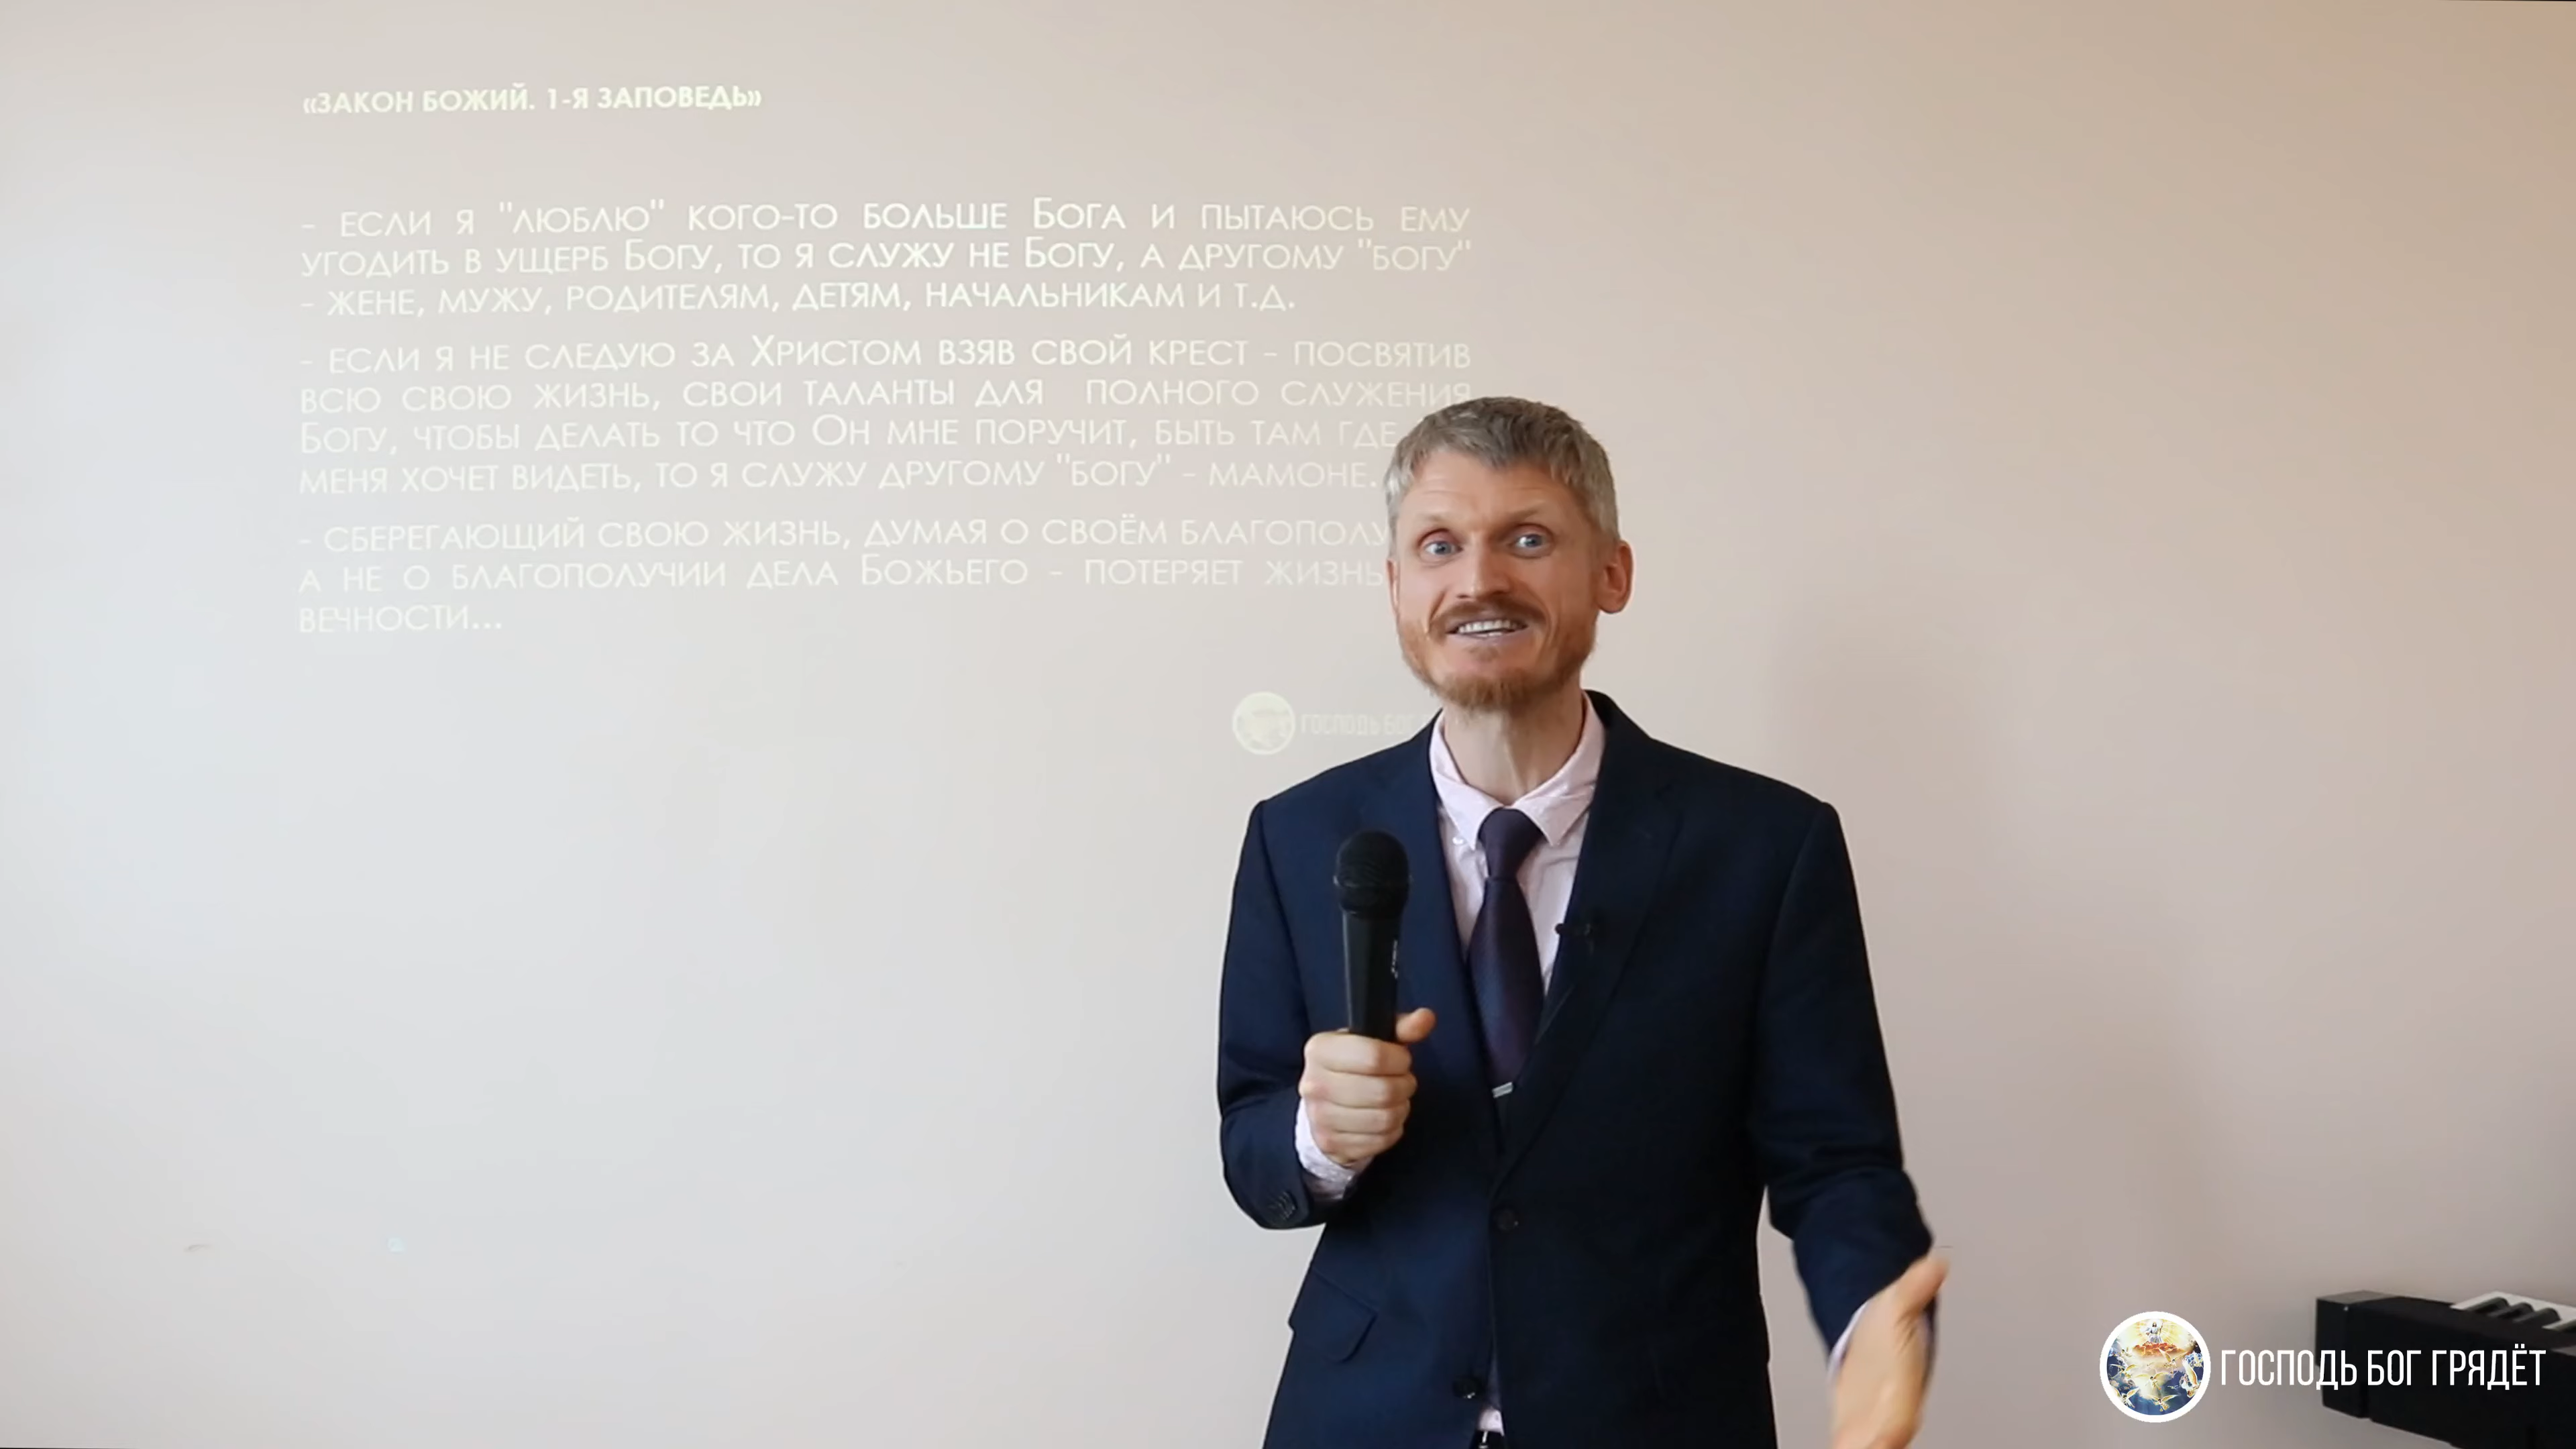 «ЗАКОН БОЖИЙ. 1-Я ЗАПОВЕДЬ»
- ЕСЛИ Я "ЛЮБЛЮ" КОГО-ТО БОЛЬШЕ БОГА И ПЫТАЮСЬ ЕМУ
УГОДИТЬ В УЩЕРБ БОГУ, ТО Я СЛУЖУ НЕ БОГУ, А ДРУГОМУ "БОГУ"
- ЖЕНЕ, МУЖУ, РОДИТЕЛЯМ, ДЕТЯМ, НАЧАЛЬНИКАМ И Т.Д.
- ЕСЛИ Я НЕ СЛЕДУЮ ЗА ХРИСТОМ ВЗЯВ СВОЙ КРЕСТ - ПОСВЯТИВ
ВСЮ СВОЮ ЖИЗНЬ, СВОИ ТАЛАНТЫ ДЛЯ ПОЛНОГО СЛУЖЕНИЯ
БОГУ, ЧТОБЫ ДЕЛАТЬ ТО ЧТО ОН МНЕ ПОРУЧИТ, БЫТЬ ТАМ ГДЕ
МЕНЯ ХОЧЕТ ВИДЕТЬ, ТО Я СЛУЖУ ДРУГОМУ "БОГУ" - МАМОНЕ.
- СБЕРЕГАЮЩИЙ СВОЮ ЖИЗНЬ, ДУМАЯ О СВОЁМ
А НЕ О БЛАГОПОЛУЧИИ ДЕЛА БОЖЬЕГО - ПОТЕРЯЕТ ЖИЗНЬ
ВЕЧНОСТИ...
ГОСПОДЬ БОГ
ГОСПОДЬ БОГ ГРЯДЁТ